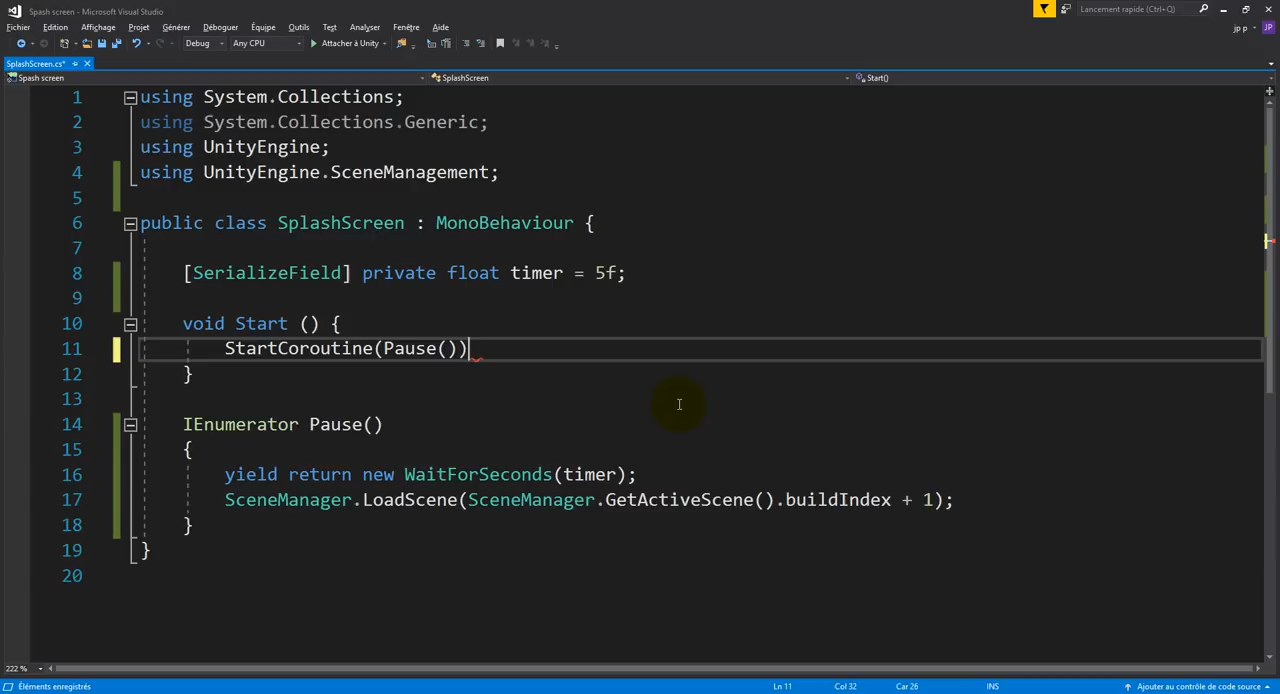 Spash screen - Microsoft Visual Studio
Lancement rapide (Ctrl+Q)
Fichier Edition Affichage Projet Générer Déboguer Équipe Outils Test Analyser Fenêtre Aide
jp p JP
Debug Any CPU Attacher à Unity
SplashScreen.cs*
Spash screen SplashScreen Start()
1 using System.Collections;
2 using System.Collections.Generic;
3 using UnityEngine;
4 using UnityEngine.SceneManagement;
5
6 public class SplashScreen : MonoBehaviour {
7
8 [SerializeField] private float timer = 5f;
9
10 void Start () {
11 StartCoroutine(Pause())
12 }
13
14 IEnumerator Pause()
15 {
16 yield return new WaitForSeconds(timer);
17 SceneManager.LoadScene(SceneManager.GetActiveScene().buildIndex + 1);
18 }
19 }
20
222 %
Éléments enregistrés Ln 11 Col 32 Car 26 INS Ajouter au contrôle de code source